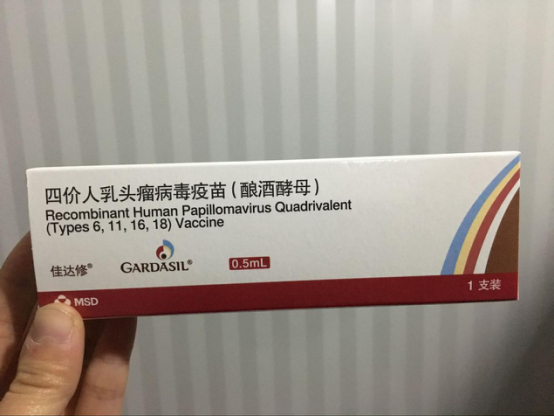 四价人乳头瘤病毒疫苗（酿酒酵母）
Recombinant Human Papillomavirus Quadrivalent
(Types 6, 11, 16, 18) Vaccine
佳达修® GARDASIL® 0.5mL
MSD 1 支装